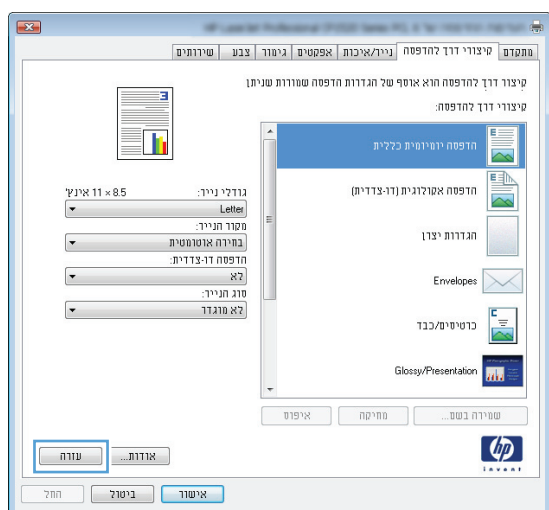 מתקדם קיצורי דרך להדפסה נייר/איכות אפקטים גימור צבע שירותים
קיצור דרך להדפסה הוא אוסף של הגדרות הדפסה שמורות שניתן
קיצורי דרך להדפסה:
הדפסה יומיומית כללית
הדפסה אקולוגית (דו-צדדית)
הגדרות יצרן
Envelopes
כרטיסים/כבד
Glossy/Presentation
שמירה בשם...
מחיקה
איפוס
גודלי נייר: 8.5 × 11 אינץ'
Letter
מקור הנייר:
בחירה אוטומטית
הדפסה דו-צדדית:
לא
סוג הנייר:
לא מוגדר
hp
invent
אודות...
עזרה
אישור
ביטול
החל